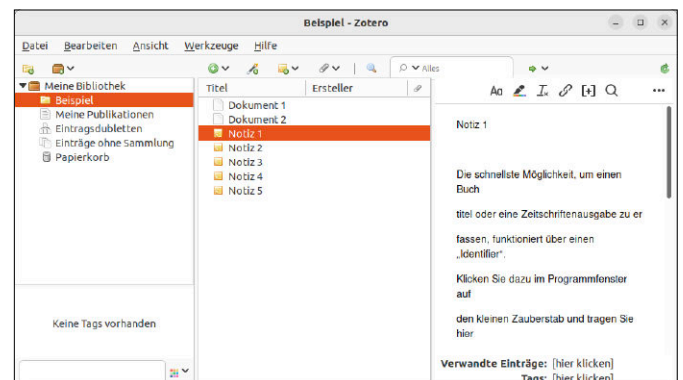 Beispiel - Zotero
Datei Bearbeiten Ansicht Werkzeuge Hilfe
Alles
Meine Bibliothek
Beispiel
Meine Publikationen
Eintragsdubletten
Einträge ohne Sammlung
Papierkorb
Keine Tags vorhanden
Titel Ersteller
Dokument 1
Dokument 2
Notiz 1
Notiz 2
Notiz 3
Notiz 4
Notiz 5
Notiz 1
Die schnellste Möglichkeit, um einen
Buch
titel oder eine Zeitschriftenausgabe zu er
fassen, funktioniert über einen
„Identifier“.
Klicken Sie dazu im Programmfenster
auf
den kleinen Zauberstab und tragen Sie
hier
Verwandte Einträge: [hier klicken]
Tags: [hier klicken]